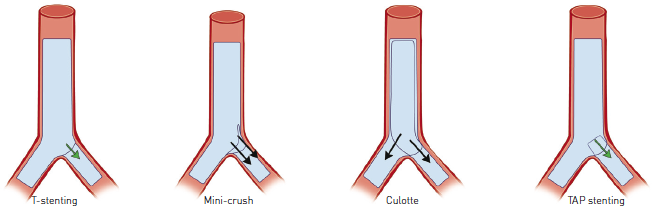 T-stenting
Mini-crush
Culotte
TAP stenting